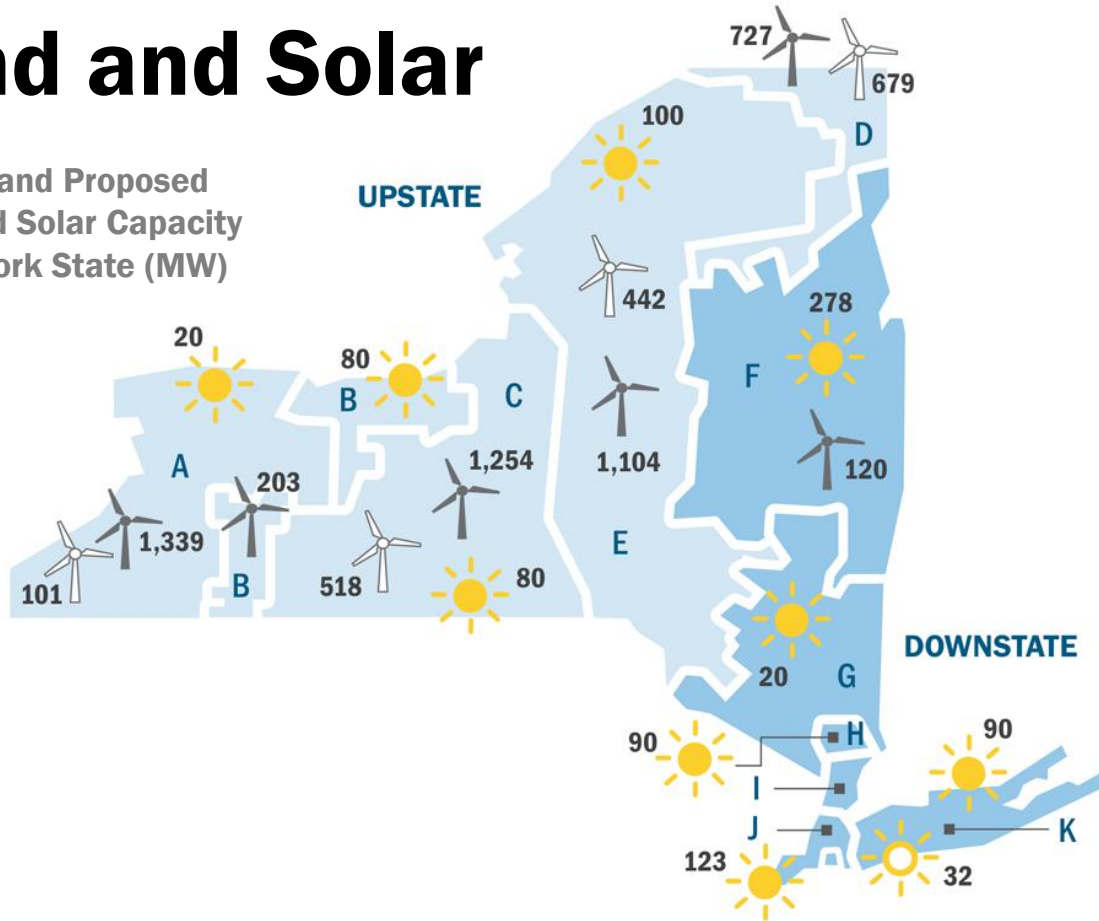 nd and Solar
and Proposed
d Solar Capacity
ork State (MW)
UPSTATE
727
679
D
100
442
278
20
80
B
C
F
A
203
1,254
1,104
120
1,339
E
101
B
518
80
DOWNSTATE
20
G
90
H
90
I
J
K
123
32